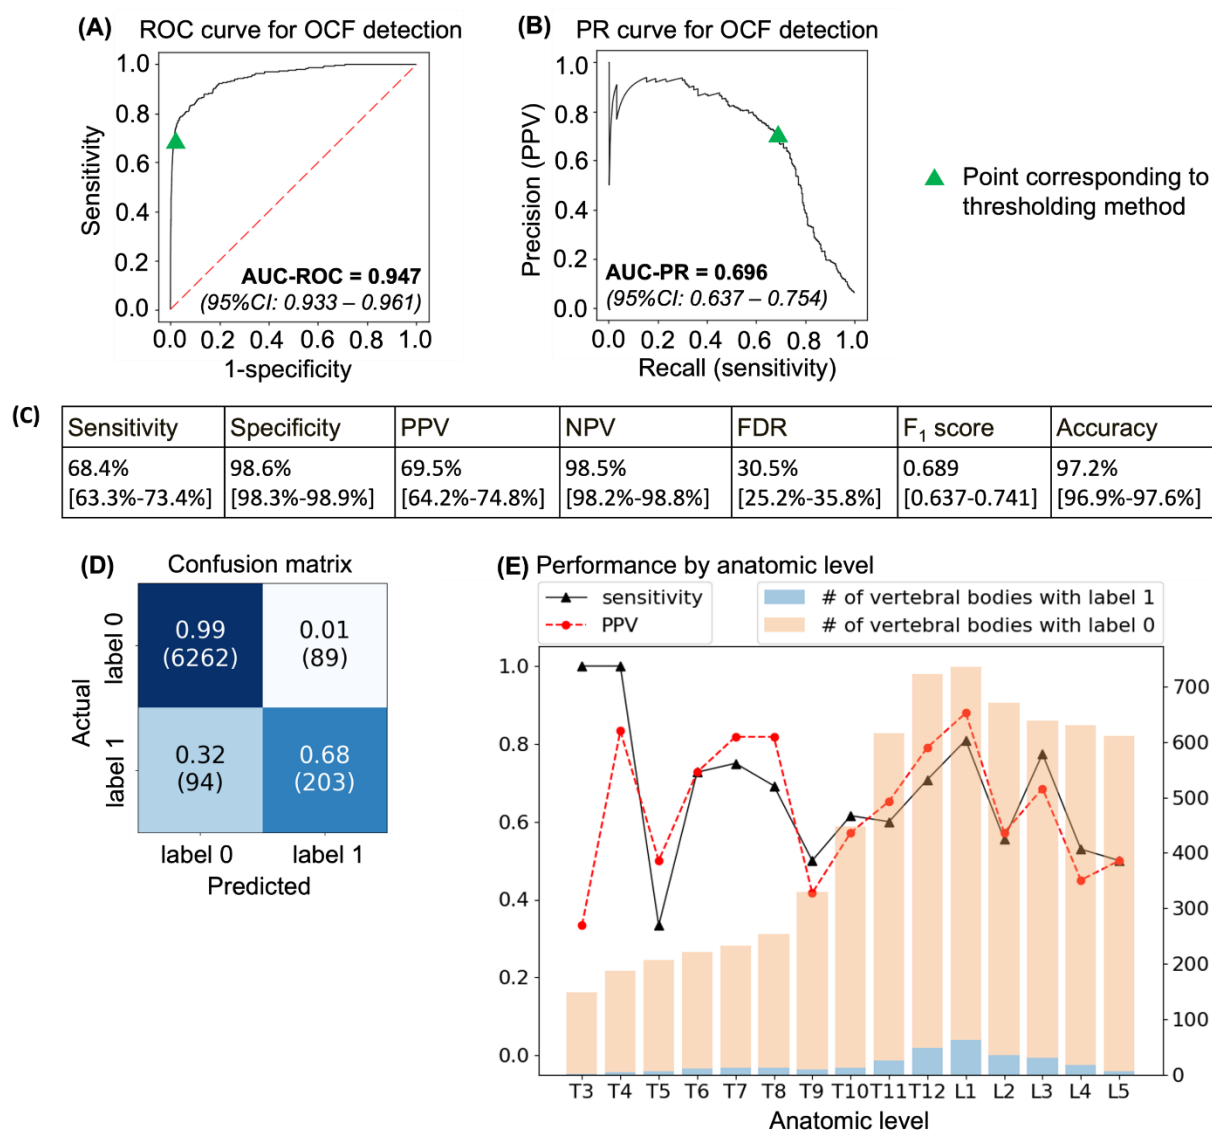 (A) ROC curve for OCF detection
1.0
0.8
0.6
0.4
0.2
0.0
Sensitivity
AUC-ROC = 0.947
(95%CI: 0.933 – 0.961)
0.0 0.2 0.4 0.6 0.8 1.0
1-specificity
(B) PR curve for OCF detection
1.0
0.8
0.6
0.4
0.2
0.0
Precision (PPV)
AUC-PR = 0.696
(95%CI: 0.637 – 0.754)
0.0 0.2 0.4 0.6 0.8 1.0
Recall (sensitivity)
Point corresponding to
thresholding method
(C)
Sensitivity Specificity PPV NPV FDR F1 score Accuracy
68.4% 98.6% 69.5% 98.5% 30.5% 0.689 97.2%
[63.3%-73.4%] [98.3%-98.9%] [64.2%-74.8%] [98.2%-98.8%] [25.2%-35.8%] [0.637-0.741] [96.9%-97.6%]
(D) Confusion matrix
Actual
label 0
label 1
0.99 0.01
(6262) (89)
0.32 0.68
(94) (203)
label 0 label 1
Predicted
(E) Performance by anatomic level
sensitivity
PPV
# of vertebral bodies with label 1
# of vertebral bodies with label 0
1.0
0.8
0.6
0.4
0.2
0.0
700
600
500
400
300
200
100
0
T3 T4 T5 T6 T7 T8 T9 T10 T11 T12 L1 L2 L3 L4 L5
Anatomic level